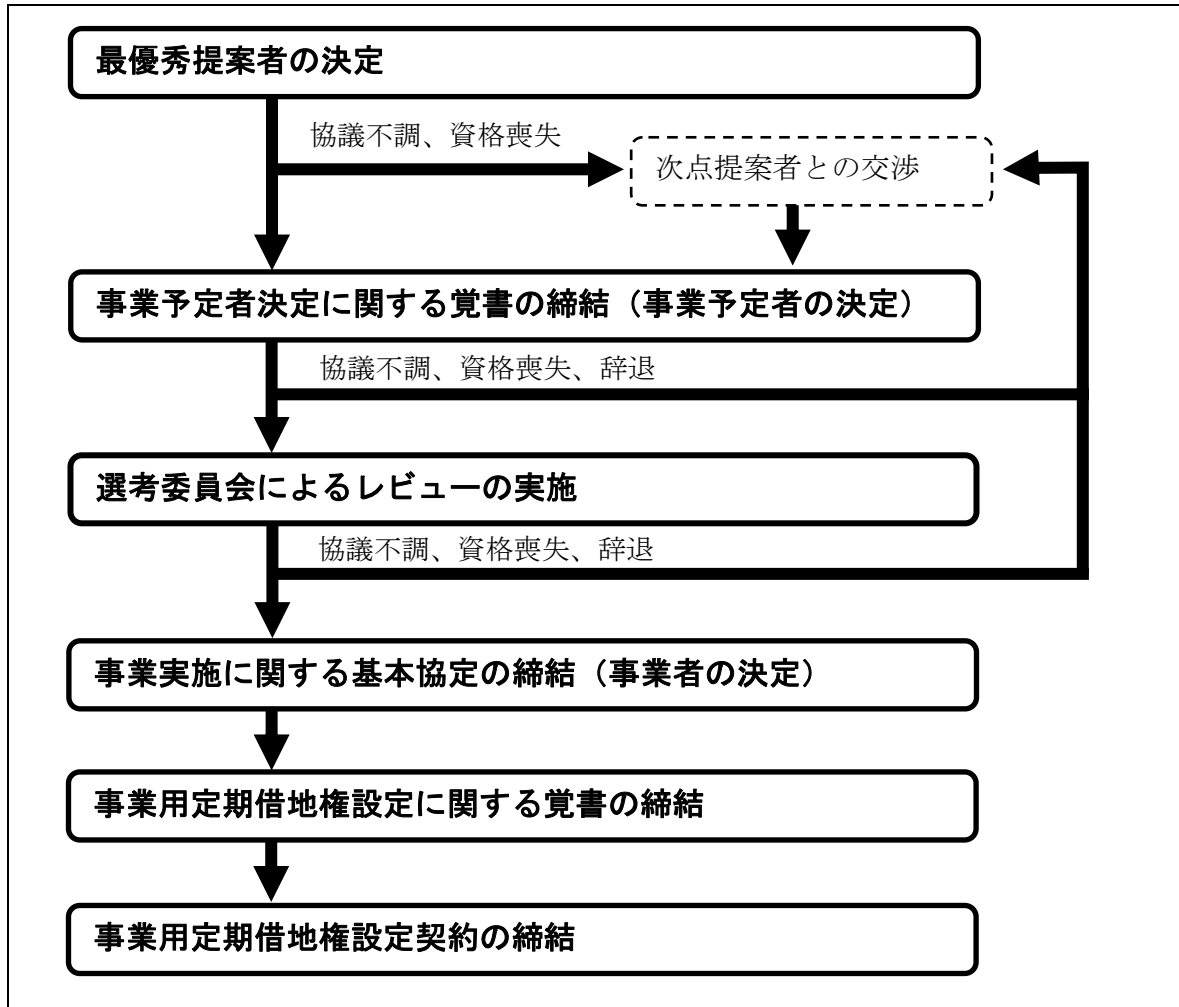 最優秀提案者の決定
協議不調、資格喪失
次点提案者との交渉
事業予定者決定に関する覚書の締結（事業予定者の決定）
協議不調、資格喪失、辞退
選考委員会によるレビューの実施
協議不調、資格喪失、辞退
事業実施に関する基本協定の締結（事業者の決定）
事業用定期借地権設定に関する覚書の締結
事業用定期借地権設定契約の締結